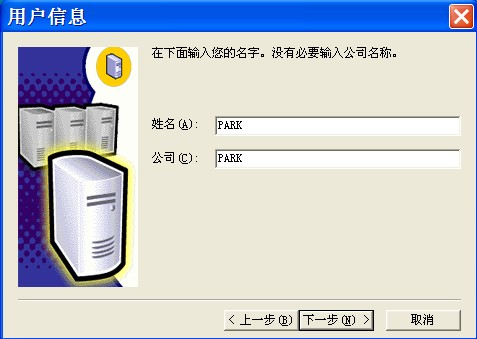 用户信息
在下面输入您的名字。没有必要输入公司名称。
姓名(A): PARK
公司(C): PARK
< 上一步(B) 下一步(N) > 取消